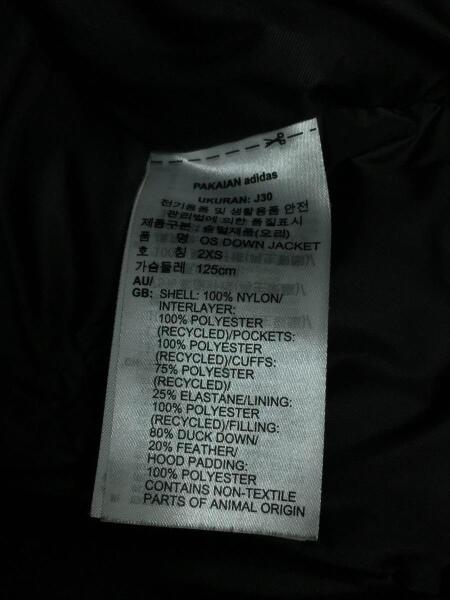 PAKAIAN adidas
UKURAN: J30
전기용품 및 생활용품 안전
관리법에 의한 품질표시
제품구분: 솜털제품(오리)
품 명 OS DOWN JACKET
호 칭 2XS
가슴둘레 125cm
AU/
GB: SHELL: 100% NYLON/
INTERLAYER:
100% POLYESTER
(RECYCLED)/POCKETS:
100% POLYESTER
(RECYCLED)/CUFFS:
75% POLYESTER
(RECYCLED)/
25% ELASTANE/LINING:
100% POLYESTER
(RECYCLED)/FILLING:
80% DUCK DOWN/
20% FEATHER/
HOOD PADDING:
100% POLYESTER
CONTAINS NON-TEXTILE
PARTS OF ANIMAL ORIGIN